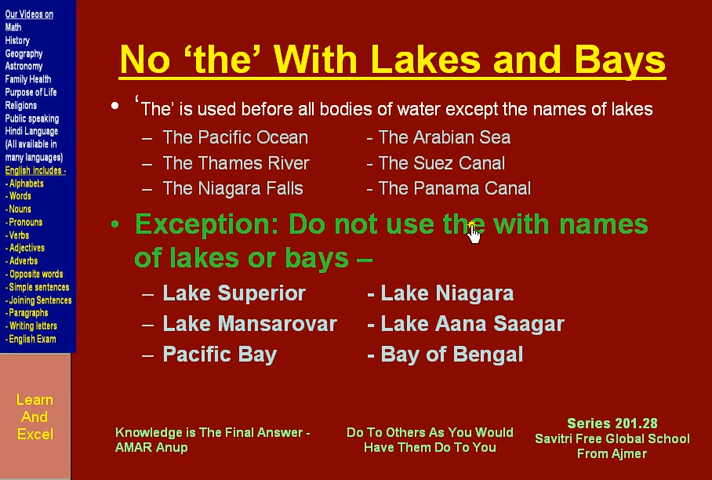 Our Videos on
Math
History
Geography
Astronomy
Family Health
Purpose of Life
Religions
Public speaking
Hindi Language
(All available in
many languages)
English includes -
- Alphabets
- Words
- Nouns
- Pronouns
- Verbs
- Adjectives
- Adverbs
- Opposite words
- Simple sentences
- Joining Sentences
- Paragraphs
- Writing letters
- English Exam
Learn
And
Excel
No ‘the’ With Lakes and Bays
• ‘The’ is used before all bodies of water except the names of lakes
– The Pacific Ocean - The Arabian Sea
– The Thames River - The Suez Canal
– The Niagara Falls - The Panama Canal
• Exception: Do not use the with names
of lakes or bays –
– Lake Superior - Lake Niagara
– Lake Mansarovar - Lake Aana Saagar
– Pacific Bay - Bay of Bengal
Knowledge is The Final Answer -
AMAR Anup
Do To Others As You Would
Have Them Do To You
Series 201.28
Savitri Free Global School
From Ajmer